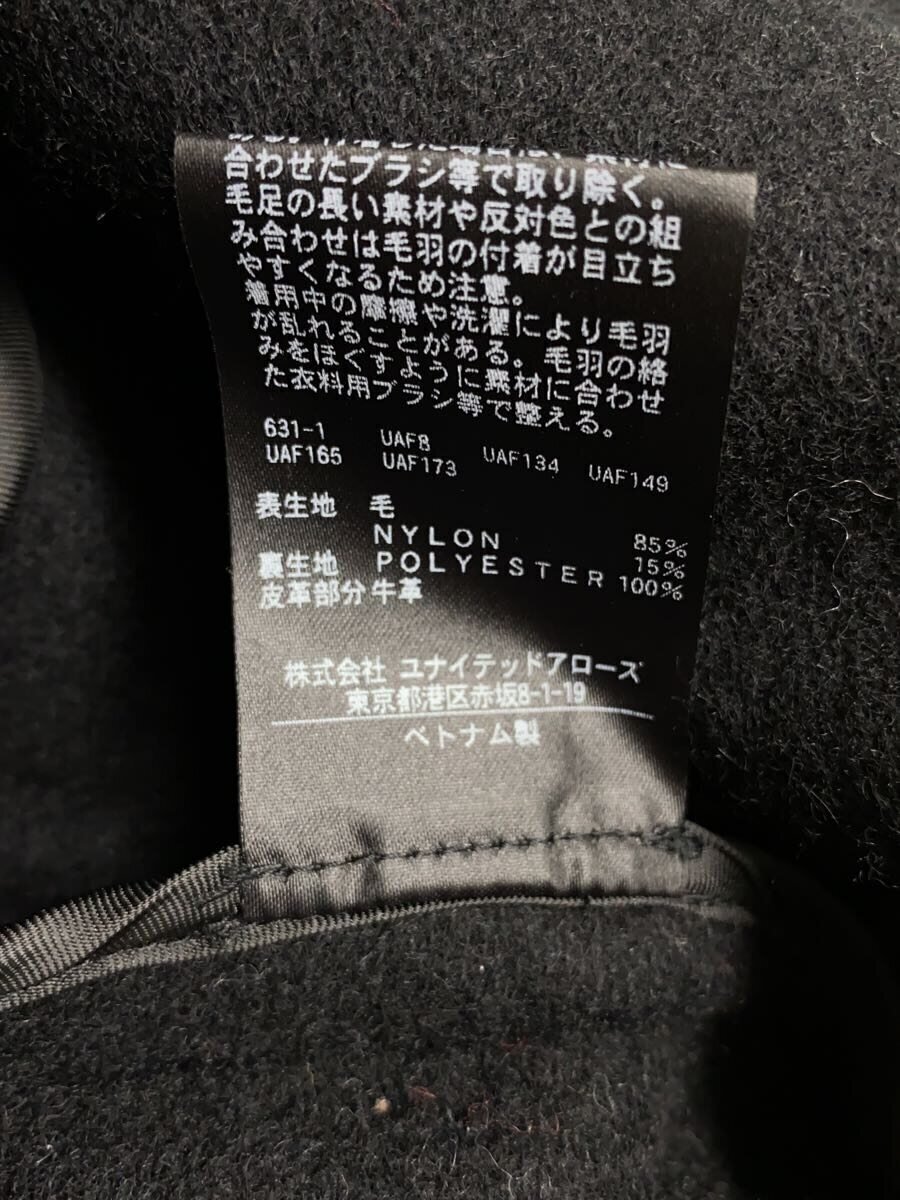 合わせたブラシ等で取り除く。
毛足の長い素材や反対色との組
み合わせは毛羽の付着が目立ち
やすくなるため注意。
着用中の摩擦や洗濯により毛羽
が乱れることがある。毛羽の絡
みをほぐすように素材に合わせ
た衣料用ブラシ等で整える。
631-1 UAF8 UAF134 UAF149
UAF165 UAF173
表生地 毛 85%
NYLON 15%
裏生地 POLYESTER 100%
皮革部分 牛革
株式会社 ユナイテッドアローズ
東京都港区赤坂8-1-19
ベトナム製